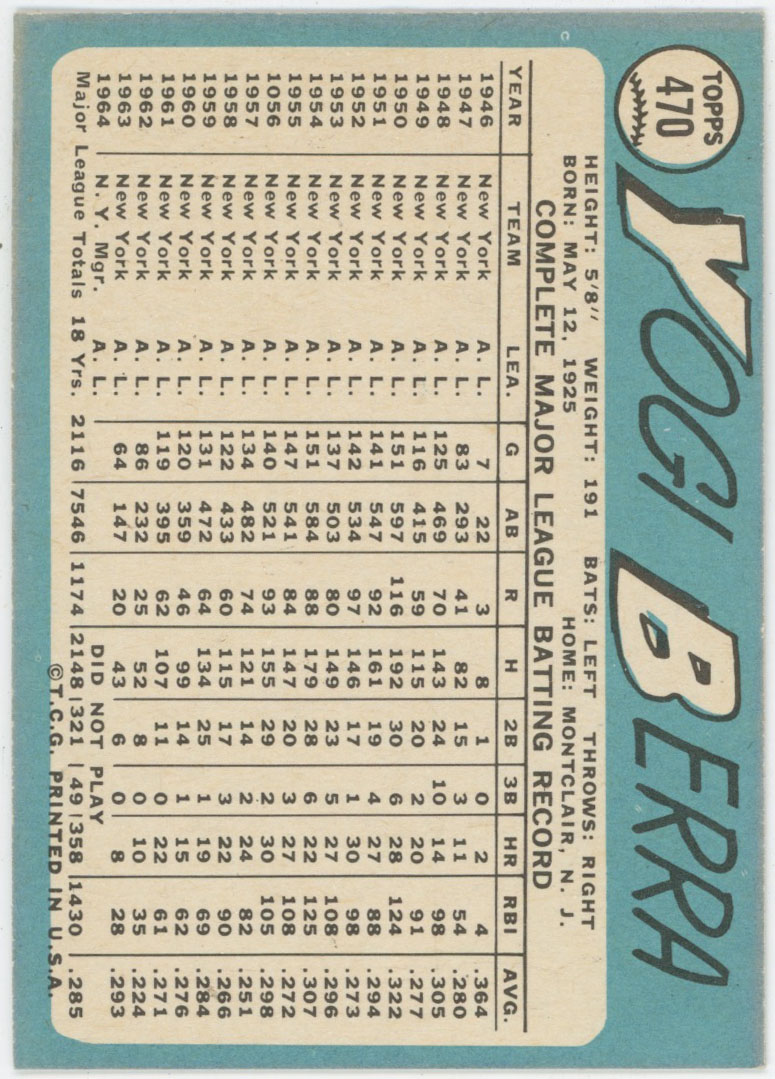 TOPPS
470
YOGI BERRA
HEIGHT: 5'8" WEIGHT: 191 BATS: LEFT THROWS: RIGHT
BORN: MAY 12, 1925 HOME: MONTCLAIR, N. J.
COMPLETE MAJOR LEAGUE BATTING RECORD
YEAR TEAM LEA. G AB R H 2B 3B HR RBI AVG.
1946 New York A. L. 7 22 3 8 1 0 2 4 .364
1947 New York A. L. 83 293 41 82 15 3 11 54 .280
1948 New York A. L. 125 469 70 143 24 10 14 98 .305
1949 New York A. L. 116 415 59 115 20 2 20 91 .277
1950 New York A. L. 151 597 116 192 30 6 28 124 .322
1951 New York A. L. 141 547 92 161 19 4 27 88 .294
1952 New York A. L. 142 534 97 146 17 1 30 98 .273
1953 New York A. L. 137 503 80 149 23 5 27 108 .296
1954 New York A. L. 151 584 88 179 28 6 22 125 .307
1955 New York A. L. 147 541 84 147 20 3 27 108 .272
1056 New York A. L. 140 521 93 155 29 2 30 105 .298
1957 New York A. L. 134 482 74 121 14 2 24 82 .251
1958 New York A. L. 122 433 60 115 17 3 22 90 .266
1959 New York A. L. 131 472 64 134 25 1 19 69 .284
1960 New York A. L. 120 359 46 99 14 1 15 62 .276
1961 New York A. L. 119 395 62 107 11 0 22 61 .271
1962 New York A. L. 86 232 25 52 8 0 10 35 .224
1963 New York A. L. 64 147 20 43 6 0 8 28 .293
1964 N. Y. Mgr. A. L. DID NOT PLAY
Major League Totals 18 Yrs. 2116 7546 1174 2148 321 49 358 1430 .285
©T.C.G. PRINTED IN U.S.A.